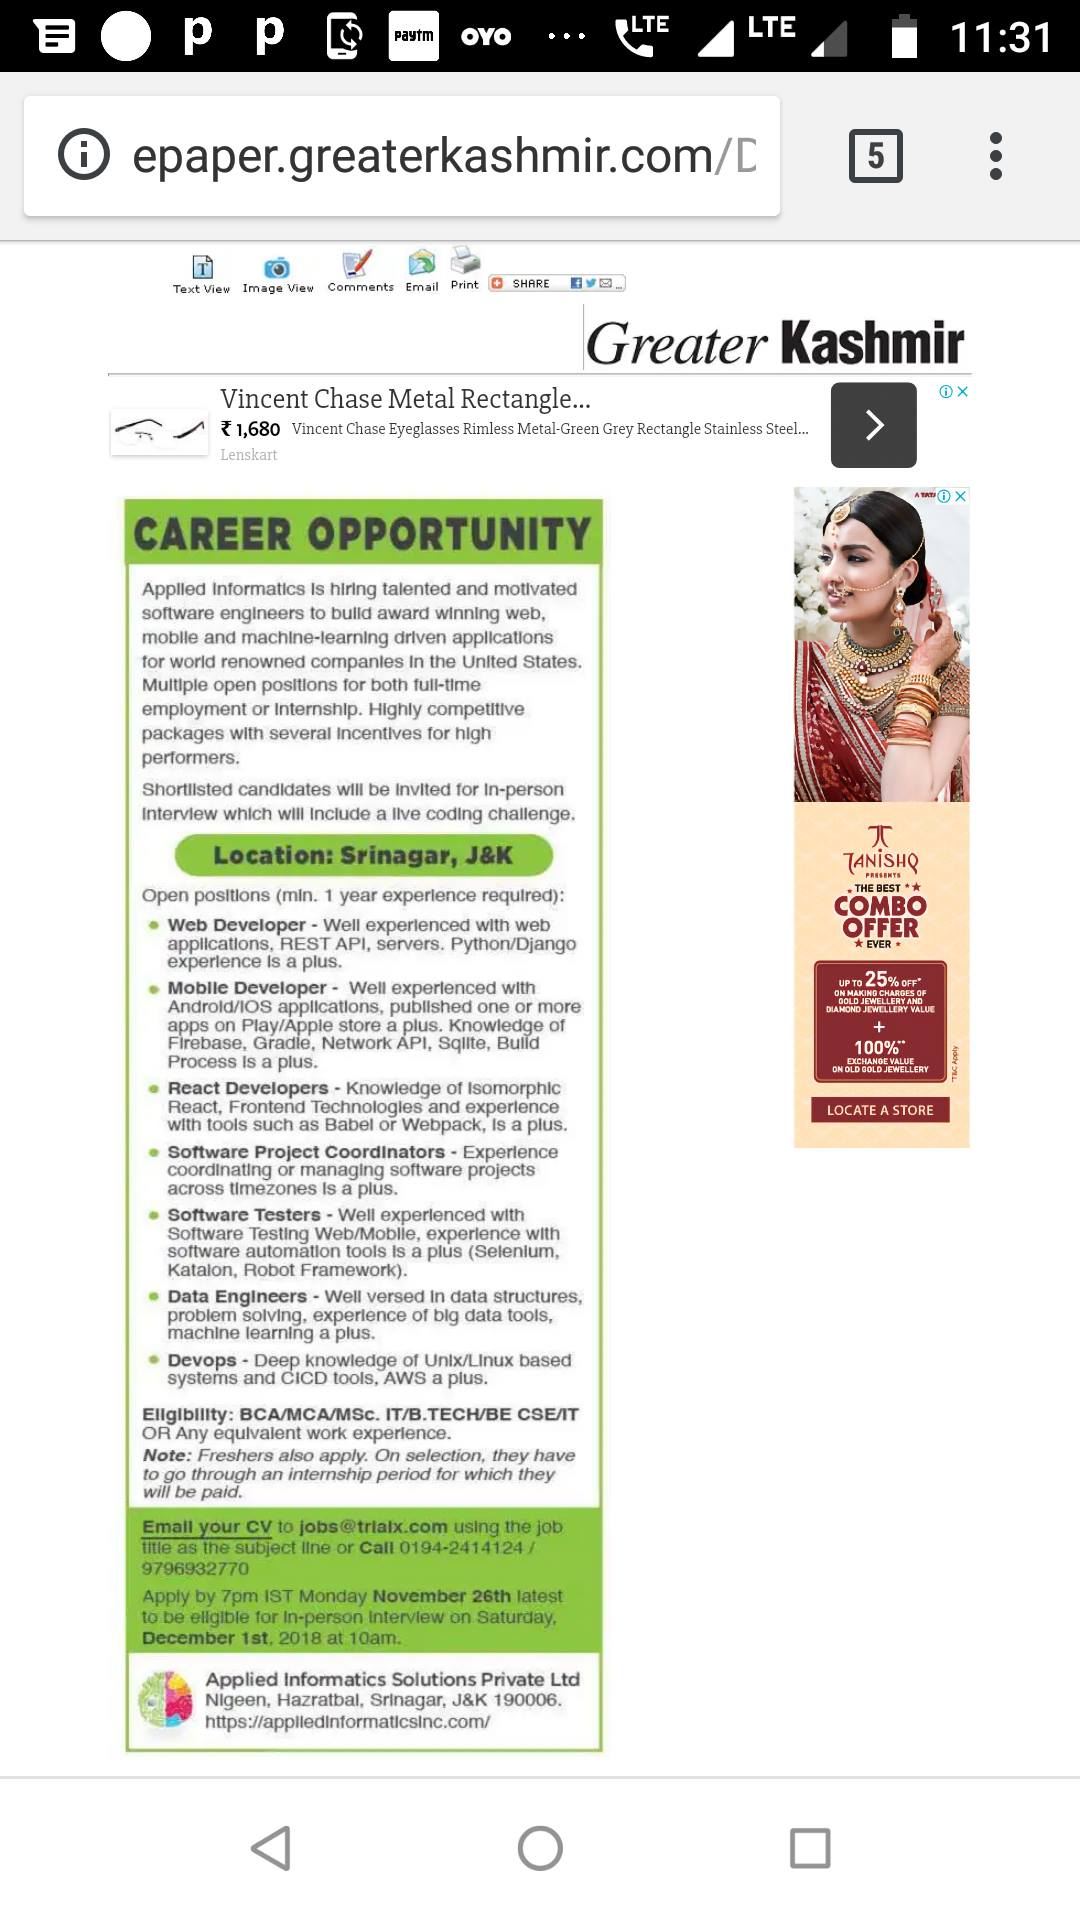 P P paytm OYO ... LTE LTE 11:31
epaper.greaterkashmir.com/D
5
Text View Image View Comments Email Print SHARE
Greater Kashmir
Vincent Chase Metal Rectangle...
₹ 1,680 Vincent Chase Eyeglasses Rimless Metal-Green Grey Rectangle Stainless Steel...
Lenskart
CAREER OPPORTUNITY
Applied Informatics is hiring talented and motivated
software engineers to build award winning web,
mobile and machine-learning driven applications
for world renowned companies in the United States.
Multiple open positions for both full-time
employment or internship. Highly competitive
packages with several incentives for high
performers.
Shortlisted candidates will be invited for in-person
interview which will include a live coding challenge.
Location: Srinagar, J&K
Open positions (min. 1 year experience required):
• Web Developer - Well experienced with web
applications, REST API, servers. Python/Django
experience is a plus.
• Mobile Developer - Well experienced with
Android/IOS applications, published one or more
apps on Play/Apple store a plus. Knowledge of
Firebase, Gradle, Network API, Sqlite, Build
Process is a plus.
• React Developers - Knowledge of Isomorphic
React, Frontend Technologies and experience
with tools such as Babel or Webpack, is a plus.
• Software Project Coordinators - Experience
coordinating or managing software projects
across timezones is a plus.
• Software Testers - Well experienced with
Software Testing Web/Mobile, experience with
software automation tools is a plus (Selenium,
Katalon, Robot Framework).
• Data Engineers - Well versed in data structures,
problem solving, experience of big data tools,
machine learning a plus.
• Devops - Deep knowledge of Unix/Linux based
systems and CICD tools, AWS a plus.
Eligibility: BCA/MCA/MSc. IT/B.TECH/BE CSE/IT
OR Any equivalent work experience.
Note: Freshers also apply. On selection, they have
to go through an internship period for which they
will be paid.
Email your CV to jobs@trialx.com using the job
title as the subject line or Call 0194-2414124 /
9796932770
Apply by 7pm IST Monday November 26th latest
to be eligible for in-person interview on Saturday,
December 1st, 2018 at 10am.
Applied Informatics Solutions Private Ltd
Nigeen, Hazratbal, Srinagar, J&K 190006.
https://appliedinformaticsinc.com/
A TATA
TANISHQ
PRESENTS
THE BEST
COMBO
OFFER
EVER
UP TO 25% OFF*
ON MAKING CHARGES OF
GOLD JEWELLERY AND
DIAMOND JEWELLERY VALUE
+
100%**
EXCHANGE VALUE
ON OLD GOLD JEWELLERY
*T&C Apply
LOCATE A STORE